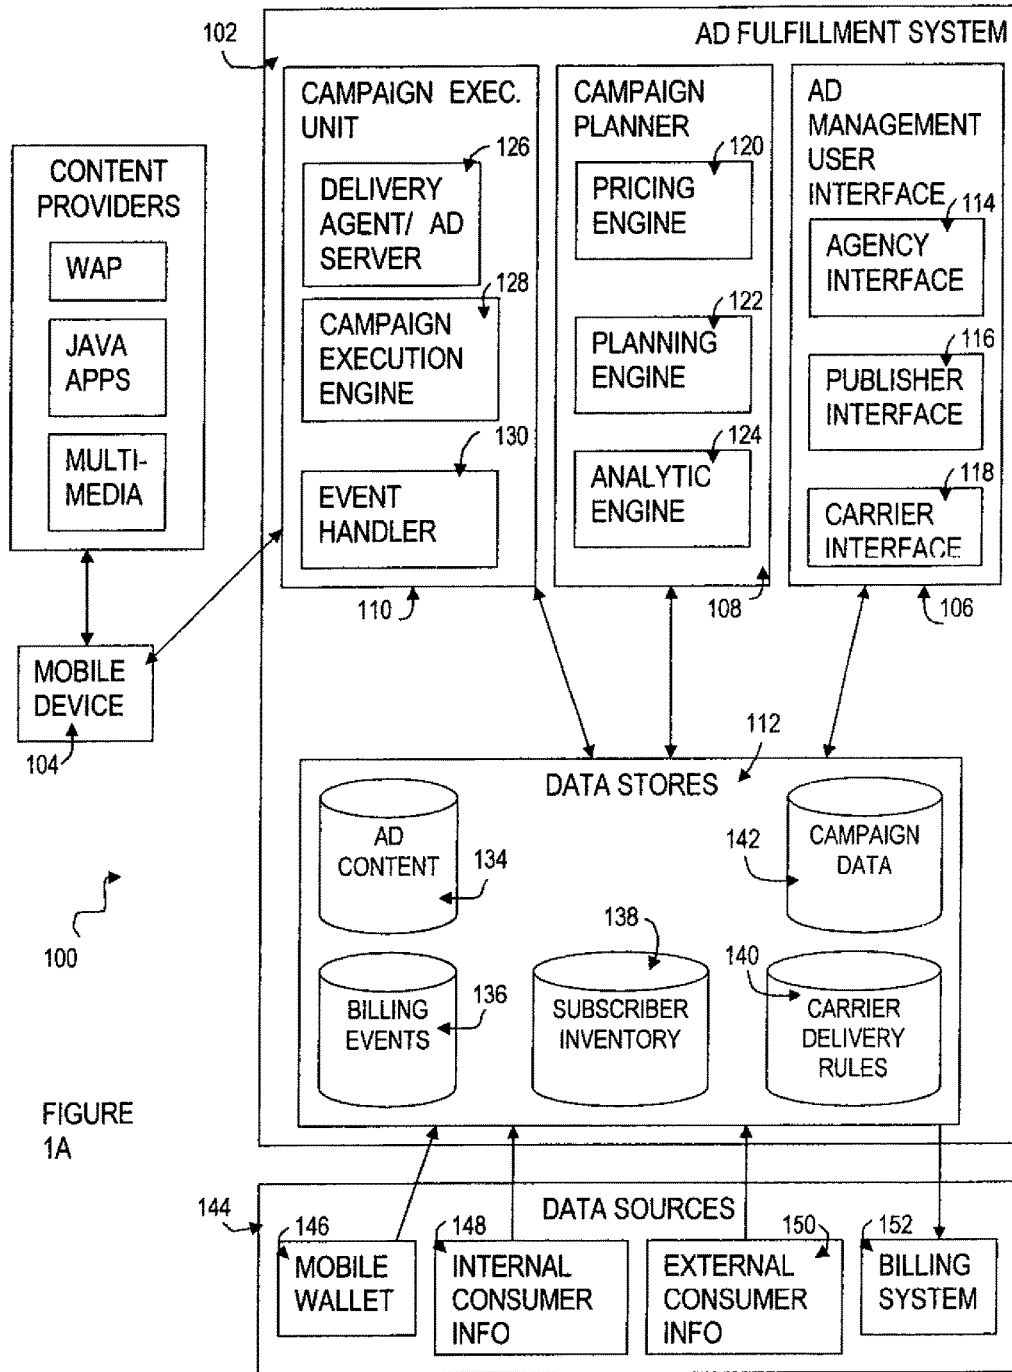 102
AD FULFILLMENT SYSTEM
CONTENT
PROVIDERS
WAP
JAVA
APPS
MULTI-
MEDIA
CAMPAIGN EXEC.
UNIT
126
DELIVERY
AGENT/ AD
SERVER
128
CAMPAIGN
EXECUTION
ENGINE
130
EVENT
HANDLER
110
CAMPAIGN
PLANNER
120
PRICING
ENGINE
122
PLANNING
ENGINE
124
ANALYTIC
ENGINE
108
AD
MANAGEMENT
USER
INTERFACE
114
AGENCY
INTERFACE
116
PUBLISHER
INTERFACE
118
CARRIER
INTERFACE
106
MOBILE
DEVICE
104
112
DATA STORES
AD
CONTENT
134
142
CAMPAIGN
DATA
138
BILLING
EVENTS
136
SUBSCRIBER
INVENTORY
140
CARRIER
DELIVERY
RULES
100
FIGURE
1A
144
DATA SOURCES
146
MOBILE
WALLET
148
INTERNAL
CONSUMER
INFO
150
EXTERNAL
CONSUMER
INFO
152
BILLING
SYSTEM